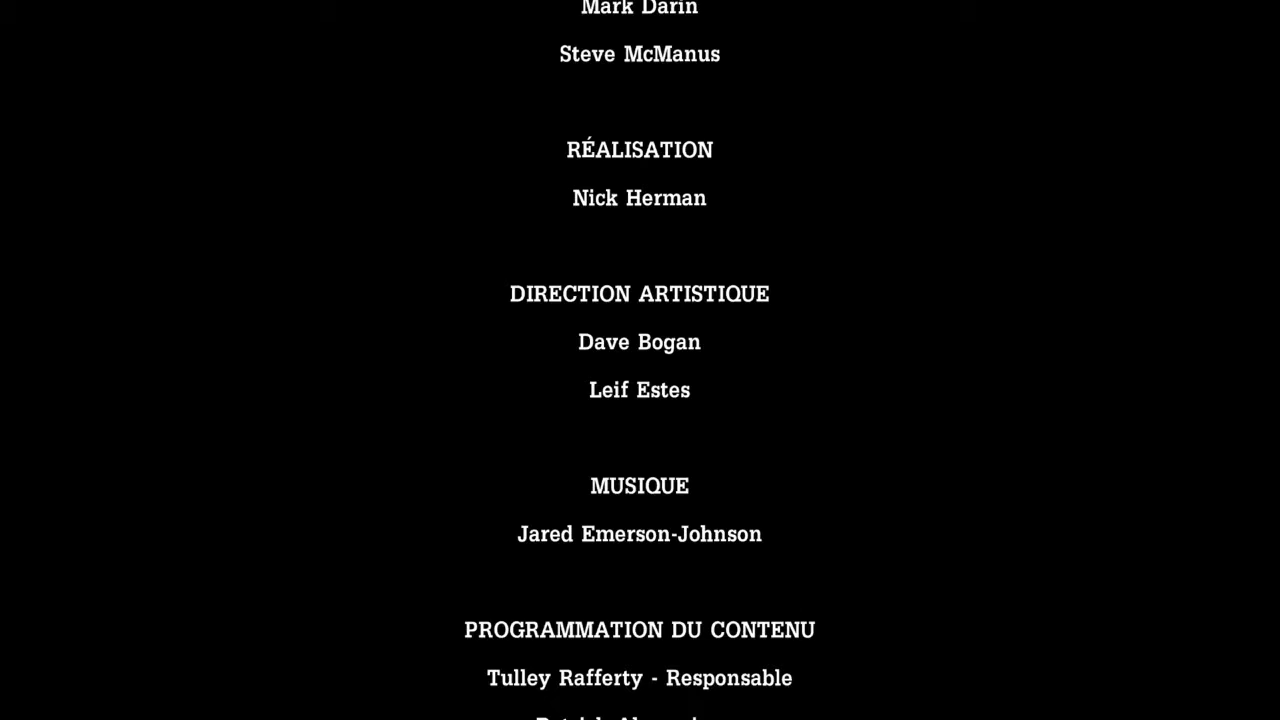 Mark Darin
Steve McManus
RÉALISATION
Nick Herman
DIRECTION ARTISTIQUE
Dave Bogan
Leif Estes
MUSIQUE
Jared Emerson-Johnson
PROGRAMMATION DU CONTENU
Tulley Rafferty - Responsable